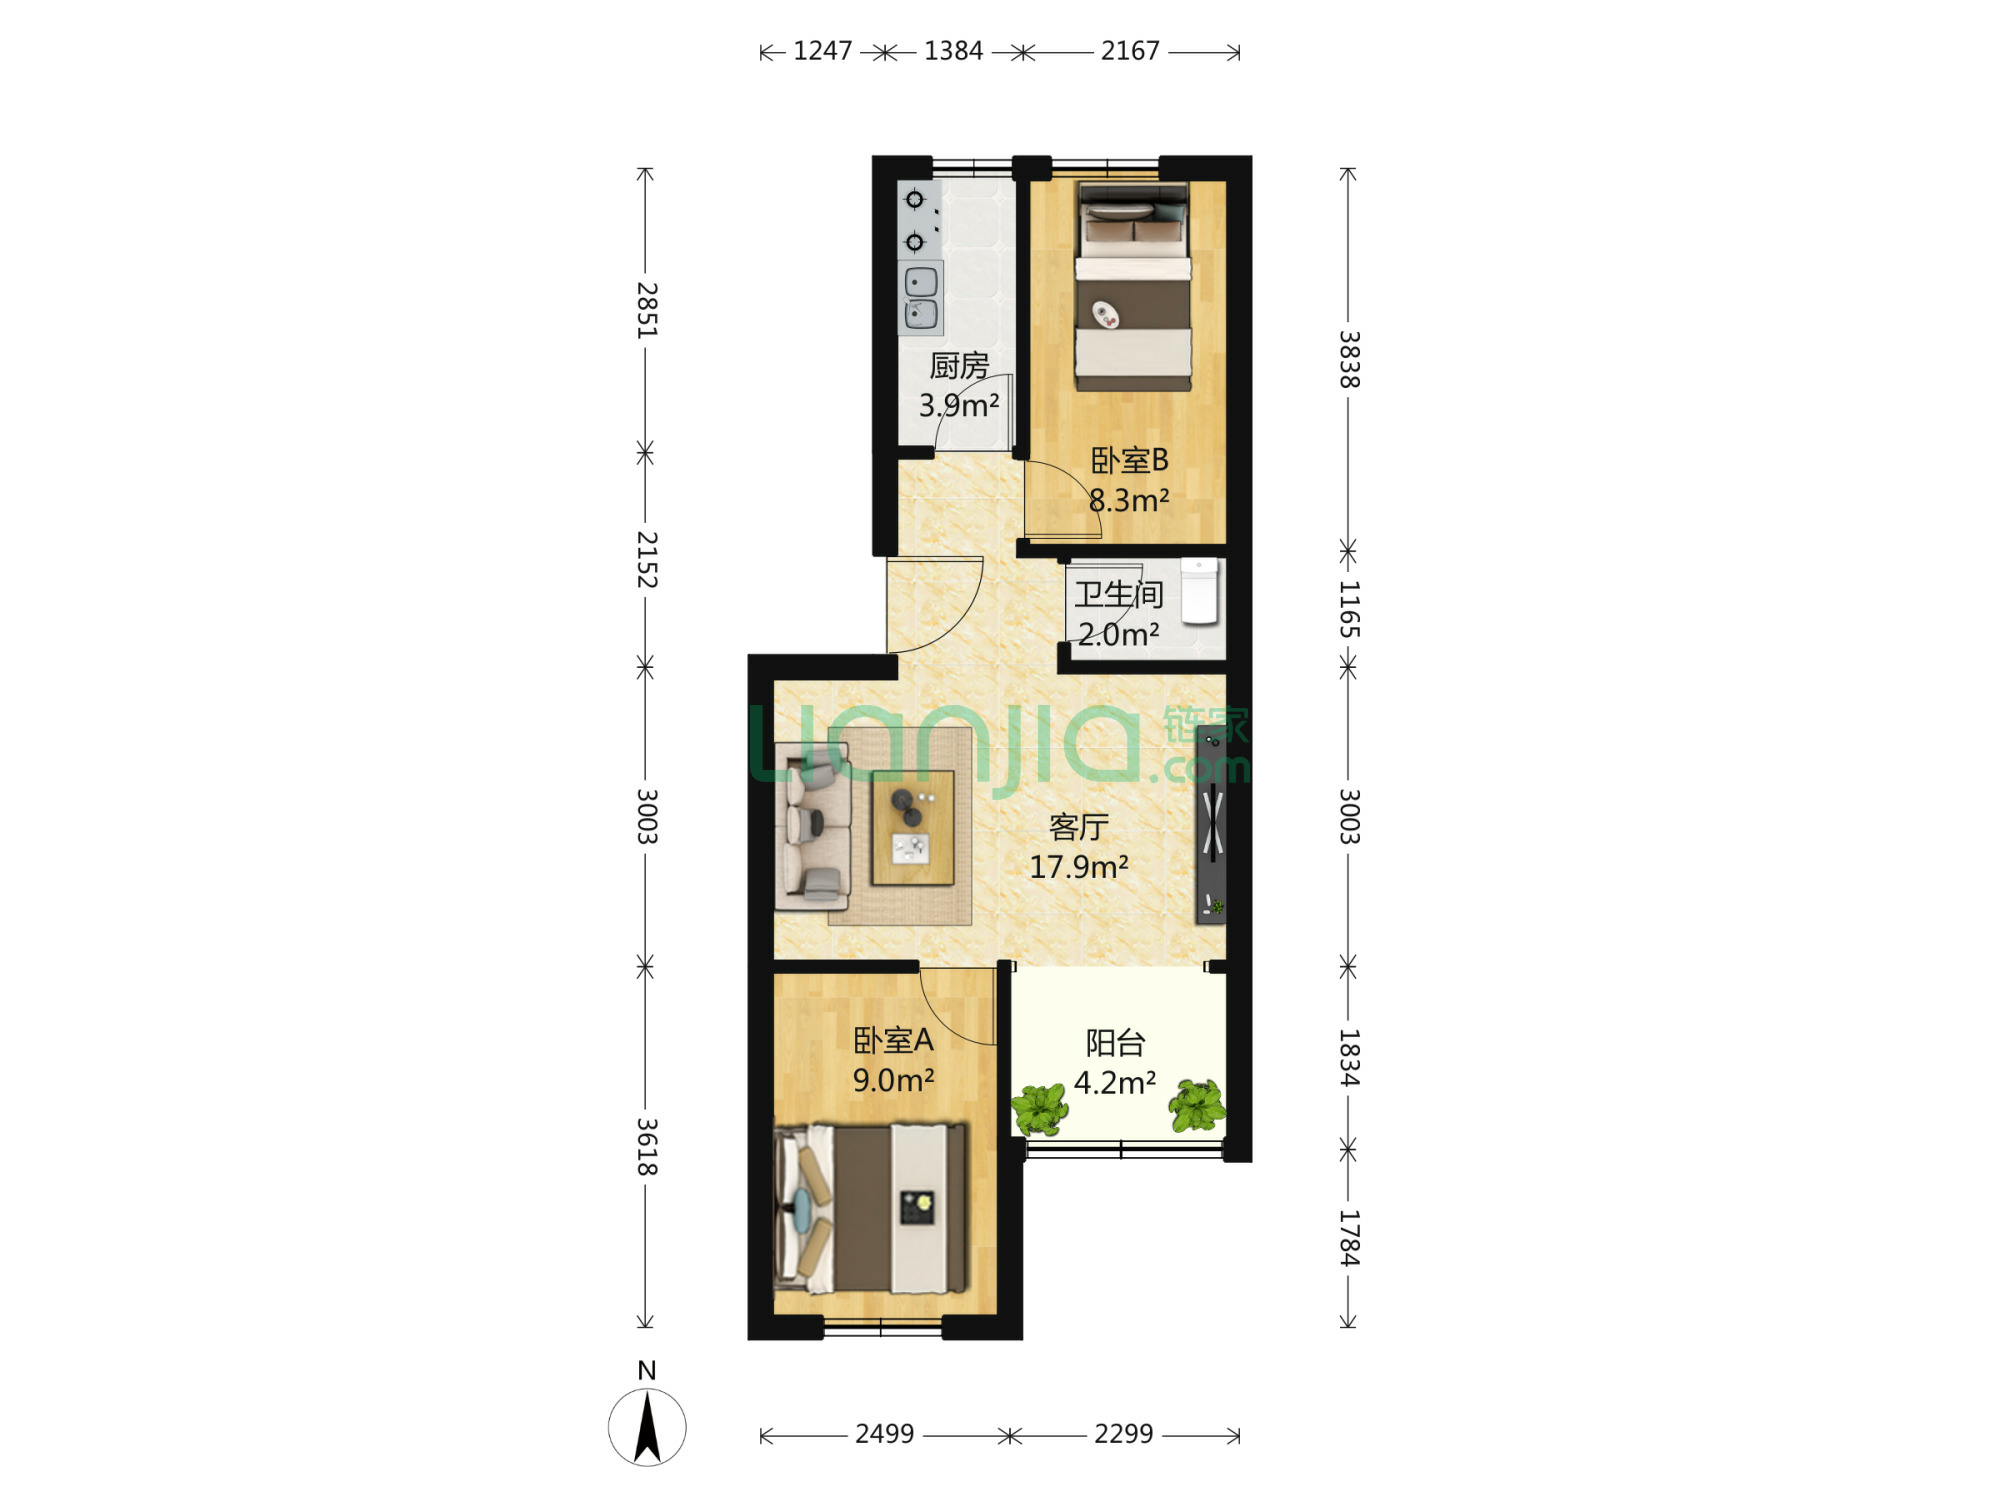 1247 1384 2167
2851
3838
厨房
3.9m²
卧室B
8.3m²
2152
卫生间
2.0m²
1165
Lianjia 链家
.com
3003
客厅
17.9m²
3003
卧室A
9.0m²
阳台
4.2m²
1834
3618
1784
N
2499 2299